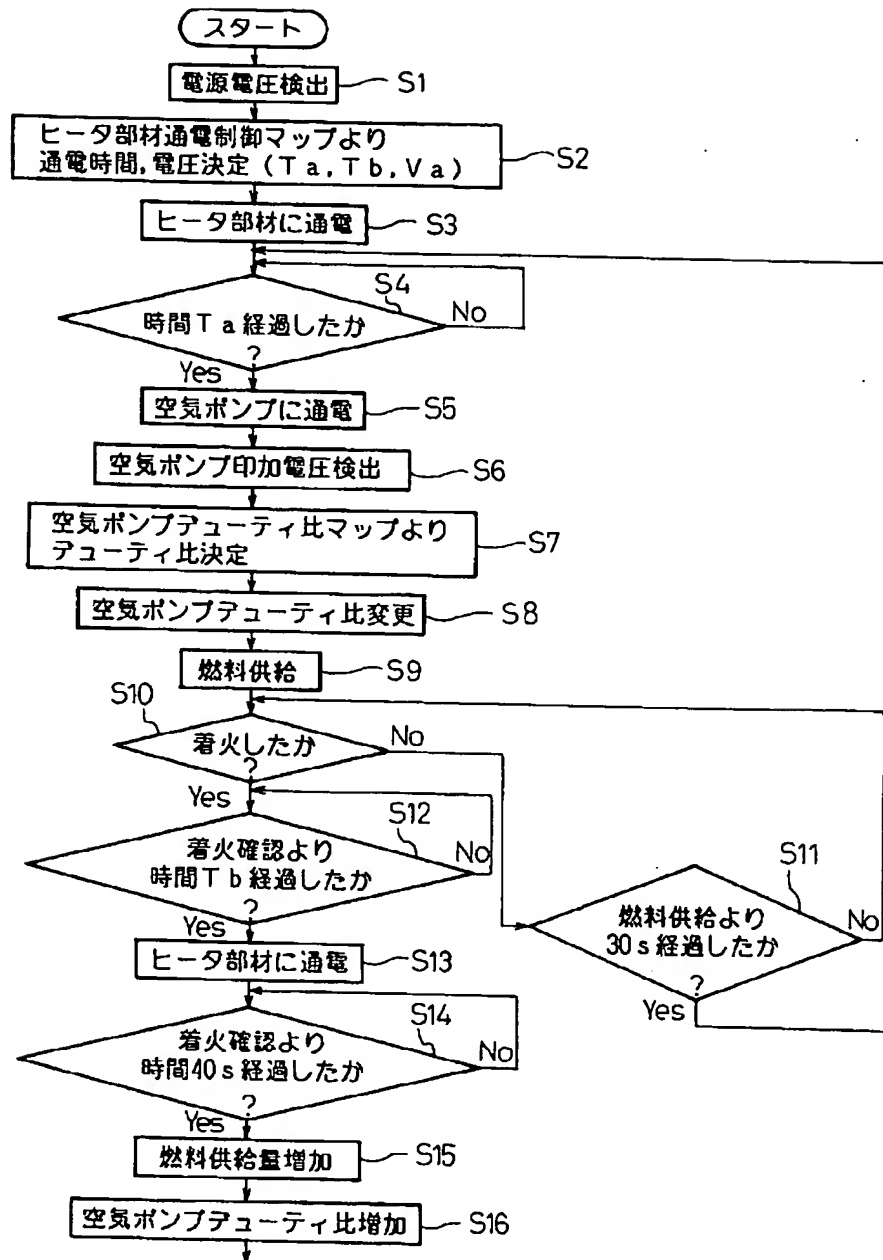 スタート
電源電圧検出 S1
ヒータ部材通電制御マップより
通電時間,電圧決定(Ta,Tb,Va) S2
ヒータ部材に通電 S3
S4
時間Ta経過したか
?
No
Yes
空気ポンプに通電 S5
空気ポンプ印加電圧検出 S6
空気ポンプデューティ比マップより
デューティ比決定 S7
空気ポンプデューティ比変更 S8
燃料供給 S9
S10
着火したか
?
No
Yes
S12
着火確認より
時間Tb経過したか
?
No
Yes
S11
燃料供給より
30s経過したか
?
No
Yes
ヒータ部材に通電 S13
S14
着火確認より
時間40s経過したか
?
No
Yes
燃料供給量増加 S15
空気ポンプデューティ比増加 S16